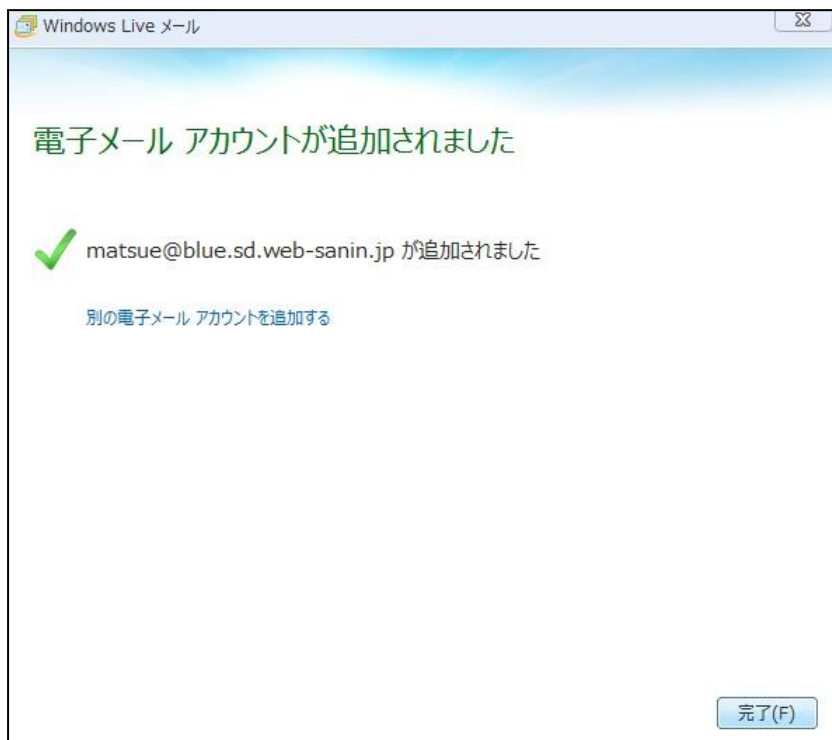 Windows Live メール
電子メール アカウントが追加されました
matsue@blue.sd.web-sanin.jp が追加されました
別の電子メール アカウントを追加する
完了(F)